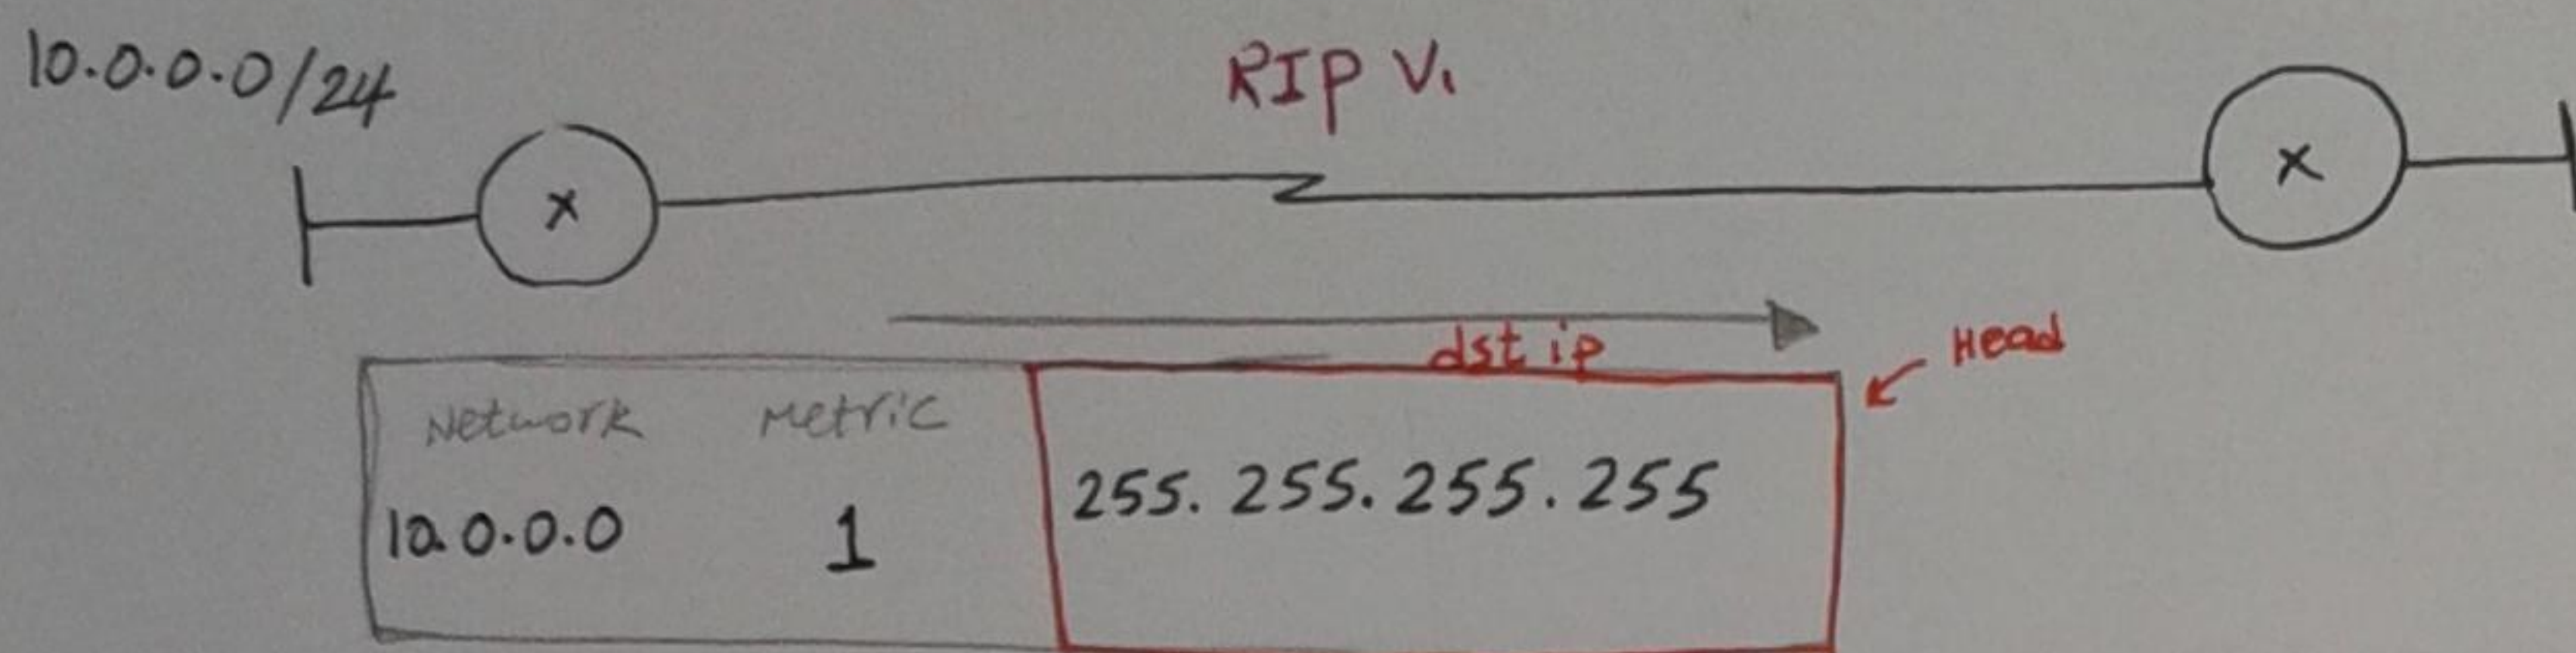 10.0.0.0/24
RIP V1
dst ip
Head
Network Metric
10.0.0.0 1
255.255.255.255